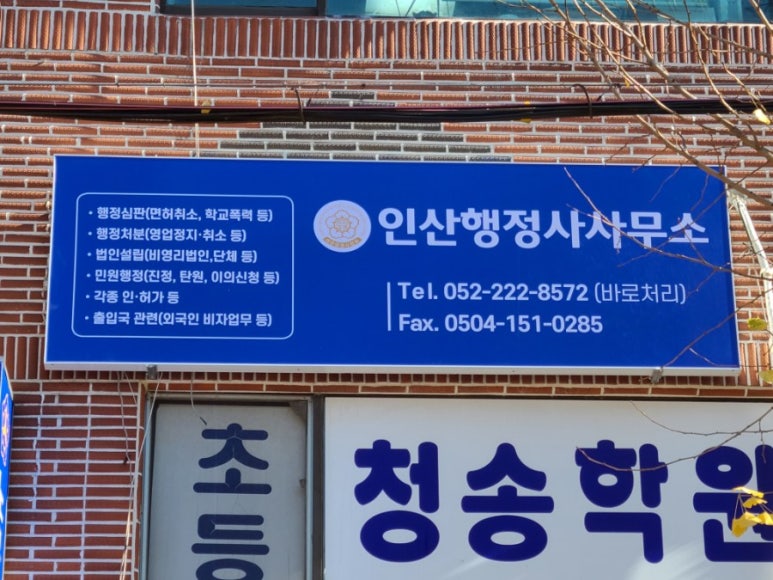 · 행정심판(면허취소, 학교폭력 등)
· 행정처분(영업정지·취소 등)
· 법인설립(비영리법인,단체 등)
· 민원행정(진정, 탄원, 이의신청 등)
· 각종 인·허가 등
· 출입국 관련(외국인 비자업무 등)
인산행정사사무소
Tel. 052-222-8572 (바로처리)
Fax. 0504-151-0285
초등
청송학원